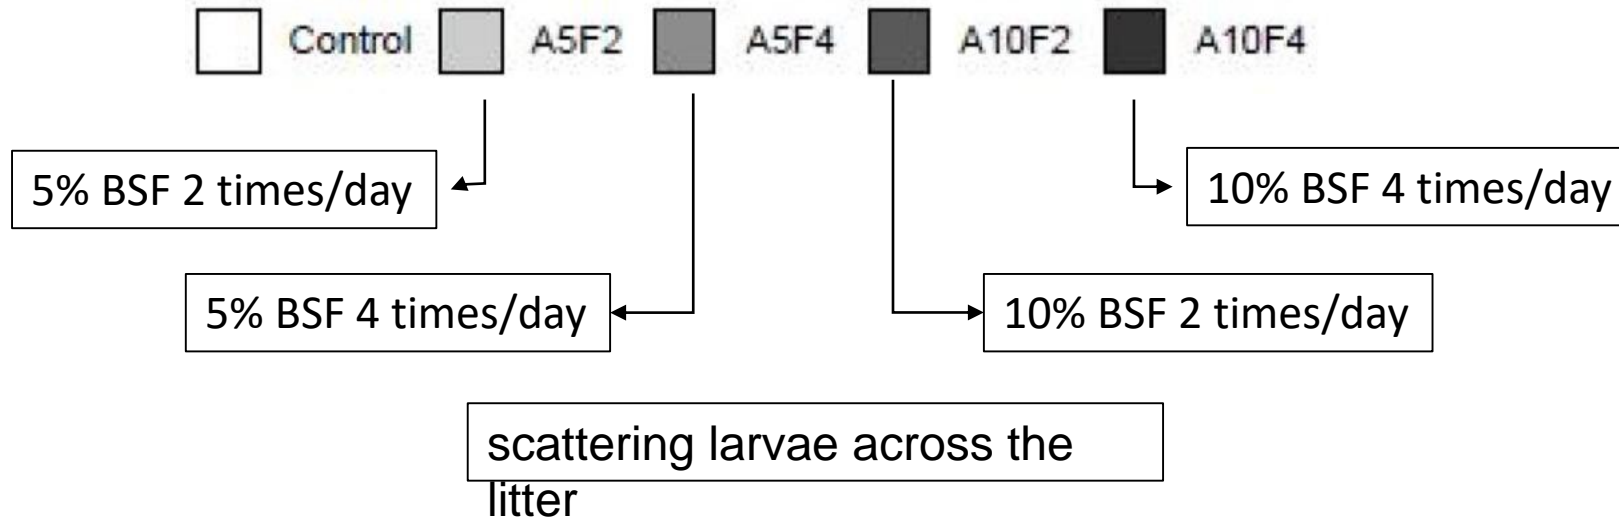 Control A5F2 A5F4 A10F2 A10F4
5% BSF 2 times/day
10% BSF 4 times/day
5% BSF 4 times/day
10% BSF 2 times/day
scattering larvae across the
litter